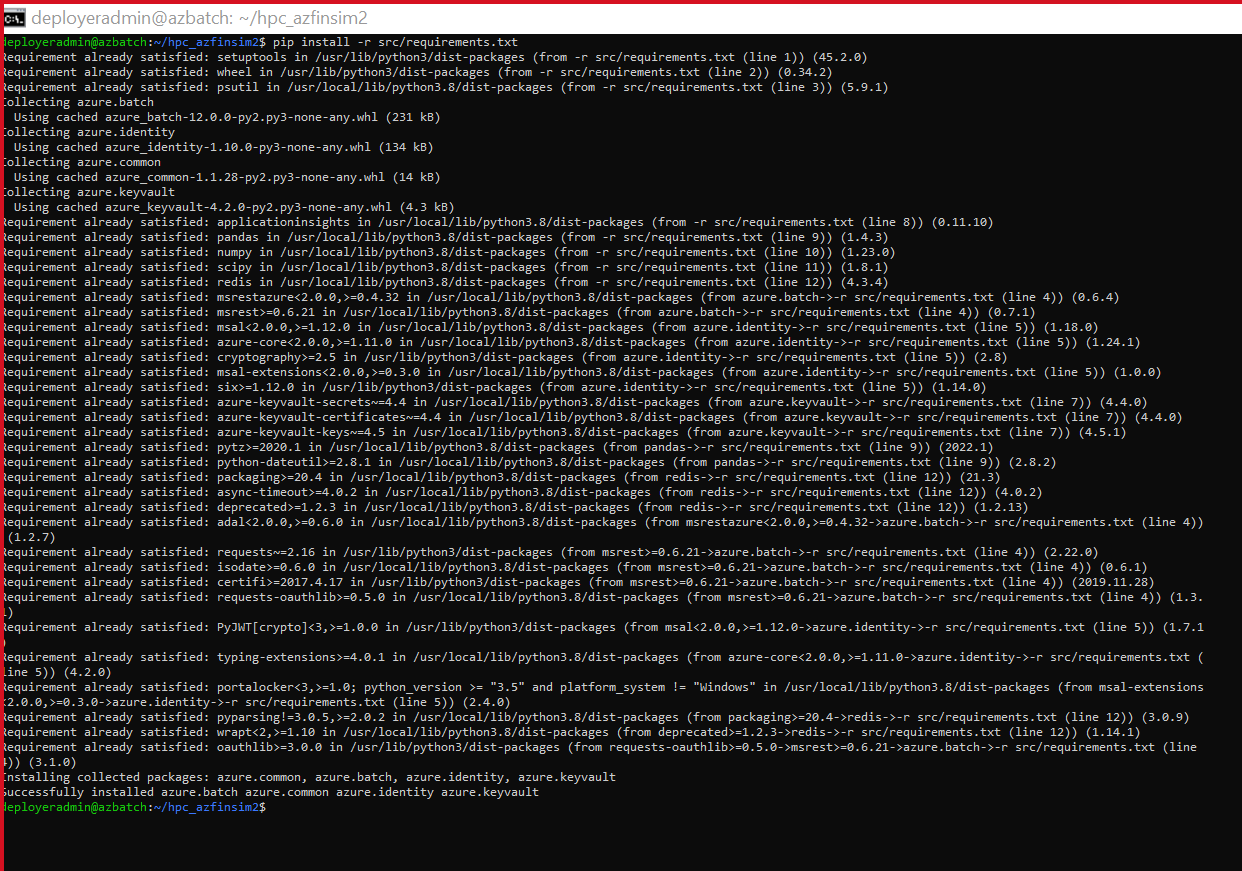 deployeradmin@azbatch: ~/hpc_azfinsim2
deployeradmin@azbatch:~/hpc_azfinsim2$ pip install -r src/requirements.txt
Requirement already satisfied: setuptools in /usr/lib/python3/dist-packages (from -r src/requirements.txt (line 1)) (45.2.0)
Requirement already satisfied: wheel in /usr/lib/python3/dist-packages (from -r src/requirements.txt (line 2)) (0.34.2)
Requirement already satisfied: psutil in /usr/local/lib/python3.8/dist-packages (from -r src/requirements.txt (line 3)) (5.9.1)
Collecting azure.batch
  Using cached azure_batch-12.0.0-py2.py3-none-any.whl (231 kB)
Collecting azure.identity
  Using cached azure_identity-1.10.0-py3-none-any.whl (134 kB)
Collecting azure.common
  Using cached azure_common-1.1.28-py2.py3-none-any.whl (14 kB)
Collecting azure.keyvault
  Using cached azure_keyvault-4.2.0-py2.py3-none-any.whl (4.3 kB)
Requirement already satisfied: applicationinsights in /usr/local/lib/python3.8/dist-packages (from -r src/requirements.txt (line 8)) (0.11.10)
Requirement already satisfied: pandas in /usr/local/lib/python3.8/dist-packages (from -r src/requirements.txt (line 9)) (1.4.3)
Requirement already satisfied: numpy in /usr/local/lib/python3.8/dist-packages (from -r src/requirements.txt (line 10)) (1.23.0)
Requirement already satisfied: scipy in /usr/local/lib/python3.8/dist-packages (from -r src/requirements.txt (line 11)) (1.8.1)
Requirement already satisfied: redis in /usr/local/lib/python3.8/dist-packages (from -r src/requirements.txt (line 12)) (4.3.4)
Requirement already satisfied: msrestazure<2.0.0,>=0.4.32 in /usr/local/lib/python3.8/dist-packages (from azure.batch->-r src/requirements.txt (line 4)) (0.6.4)
Requirement already satisfied: msrest>=0.6.21 in /usr/local/lib/python3.8/dist-packages (from azure.batch->-r src/requirements.txt (line 4)) (0.7.1)
Requirement already satisfied: msal<2.0.0,>=1.12.0 in /usr/local/lib/python3.8/dist-packages (from azure.identity->-r src/requirements.txt (line 5)) (1.18.0)
Requirement already satisfied: azure-core<2.0.0,>=1.11.0 in /usr/local/lib/python3.8/dist-packages (from azure.identity->-r src/requirements.txt (line 5)) (1.24.1)
Requirement already satisfied: cryptography>=2.5 in /usr/lib/python3/dist-packages (from azure.identity->-r src/requirements.txt (line 5)) (2.8)
Requirement already satisfied: msal-extensions<2.0.0,>=0.3.0 in /usr/local/lib/python3.8/dist-packages (from azure.identity->-r src/requirements.txt (line 5)) (1.0.0)
Requirement already satisfied: six>=1.12.0 in /usr/lib/python3/dist-packages (from azure.identity->-r src/requirements.txt (line 5)) (1.14.0)
Requirement already satisfied: azure-keyvault-secrets~=4.4 in /usr/local/lib/python3.8/dist-packages (from azure.keyvault->-r src/requirements.txt (line 7)) (4.4.0)
Requirement already satisfied: azure-keyvault-certificates~=4.4 in /usr/local/lib/python3.8/dist-packages (from azure.keyvault->-r src/requirements.txt (line 7)) (4.4.0)
Requirement already satisfied: azure-keyvault-keys~=4.5 in /usr/local/lib/python3.8/dist-packages (from azure.keyvault->-r src/requirements.txt (line 7)) (4.5.1)
Requirement already satisfied: pytz>=2020.1 in /usr/local/lib/python3.8/dist-packages (from pandas->-r src/requirements.txt (line 9)) (2022.1)
Requirement already satisfied: python-dateutil>=2.8.1 in /usr/local/lib/python3.8/dist-packages (from pandas->-r src/requirements.txt (line 9)) (2.8.2)
Requirement already satisfied: packaging>=20.4 in /usr/local/lib/python3.8/dist-packages (from redis->-r src/requirements.txt (line 12)) (21.3)
Requirement already satisfied: async-timeout>=4.0.2 in /usr/local/lib/python3.8/dist-packages (from redis->-r src/requirements.txt (line 12)) (4.0.2)
Requirement already satisfied: deprecated>=1.2.3 in /usr/local/lib/python3.8/dist-packages (from redis->-r src/requirements.txt (line 12)) (1.2.13)
Requirement already satisfied: adal<2.0.0,>=0.6.0 in /usr/local/lib/python3.8/dist-packages (from msrestazure<2.0.0,>=0.4.32->azure.batch->-r src/requirements.txt (line 4))
 (1.2.7)
Requirement already satisfied: requests~=2.16 in /usr/lib/python3/dist-packages (from msrest>=0.6.21->azure.batch->-r src/requirements.txt (line 4)) (2.22.0)
Requirement already satisfied: isodate>=0.6.0 in /usr/local/lib/python3.8/dist-packages (from msrest>=0.6.21->azure.batch->-r src/requirements.txt (line 4)) (0.6.1)
Requirement already satisfied: certifi>=2017.4.17 in /usr/lib/python3/dist-packages (from msrest>=0.6.21->azure.batch->-r src/requirements.txt (line 4)) (2019.11.28)
Requirement already satisfied: requests-oauthlib>=0.5.0 in /usr/local/lib/python3.8/dist-packages (from msrest>=0.6.21->azure.batch->-r src/requirements.txt (line 4)) (1.3.
1)
Requirement already satisfied: PyJWT[crypto]<3,>=1.0.0 in /usr/lib/python3/dist-packages (from msal<2.0.0,>=1.12.0->azure.identity->-r src/requirements.txt (line 5)) (1.7.1
)
Requirement already satisfied: typing-extensions>=4.0.1 in /usr/local/lib/python3.8/dist-packages (from azure-core<2.0.0,>=1.11.0->azure.identity->-r src/requirements.txt (
line 5)) (4.2.0)
Requirement already satisfied: portalocker<3,>=1.0; python_version >= "3.5" and platform_system != "Windows" in /usr/local/lib/python3.8/dist-packages (from msal-extensions
<2.0.0,>=0.3.0->azure.identity->-r src/requirements.txt (line 5)) (2.4.0)
Requirement already satisfied: pyparsing!=3.0.5,>=2.0.2 in /usr/local/lib/python3.8/dist-packages (from packaging>=20.4->redis->-r src/requirements.txt (line 12)) (3.0.9)
Requirement already satisfied: wrapt<2,>=1.10 in /usr/local/lib/python3.8/dist-packages (from deprecated>=1.2.3->redis->-r src/requirements.txt (line 12)) (1.14.1)
Requirement already satisfied: oauthlib>=3.0.0 in /usr/lib/python3/dist-packages (from requests-oauthlib>=0.5.0->msrest>=0.6.21->azure.batch->-r src/requirements.txt (line
4)) (3.1.0)
Installing collected packages: azure.common, azure.batch, azure.identity, azure.keyvault
Successfully installed azure.batch azure.common azure.identity azure.keyvault
deployeradmin@azbatch:~/hpc_azfinsim2$